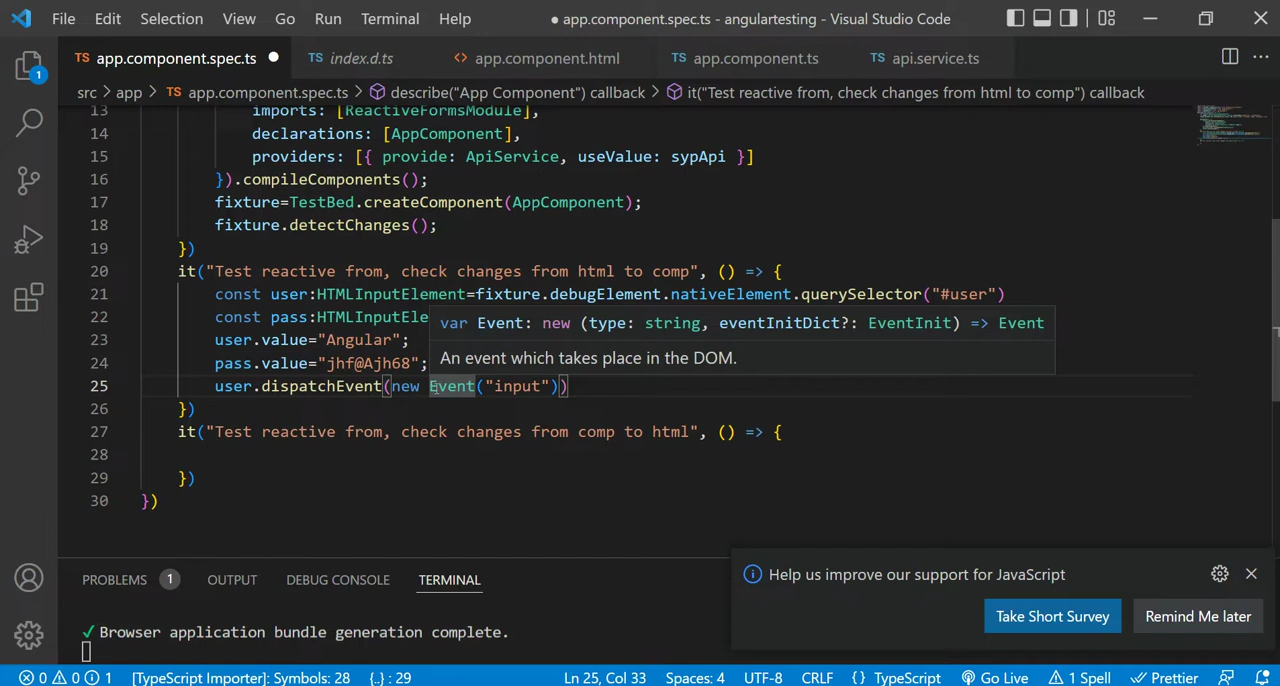 File Edit Selection View Go Run Terminal Help ● app.component.spec.ts - angulartesting - Visual Studio Code
TS app.component.spec.ts ● TS index.d.ts <> app.component.html TS app.component.ts TS api.service.ts ...
src > app > TS app.component.spec.ts > describe("App Component") callback > it("Test reactive from, check changes from html to comp") callback
1
13 imports: [ReactiveFormsModule],
14 declarations: [AppComponent],
15 providers: [{ provide: ApiService, useValue: sypApi }]
16 }).compileComponents();
17 fixture=TestBed.createComponent(AppComponent);
18 fixture.detectChanges();
19 })
20 it("Test reactive from, check changes from html to comp", () => {
21 const user:HTMLInputElement=fixture.debugElement.nativeElement.querySelector("#user")
22 const pass:HTMLInputEle
var Event: new (type: string, eventInitDict?: EventInit) => Event
An event which takes place in the DOM.
23 user.value="Angular";
24 pass.value="jhf@Ajh68";
25 user.dispatchEvent(new Event("input"))
26 })
27 it("Test reactive from, check changes from comp to html", () => {
28
29 })
30 })
PROBLEMS 1 OUTPUT DEBUG CONSOLE TERMINAL
✓ Browser application bundle generation complete.
Help us improve our support for JavaScript
Take Short Survey Remind Me later
0 0 1 [TypeScript Importer]: Symbols: 28 {..} : 29 Ln 25, Col 33 Spaces: 4 UTF-8 CRLF {} TypeScript Go Live 1 Spell Prettier